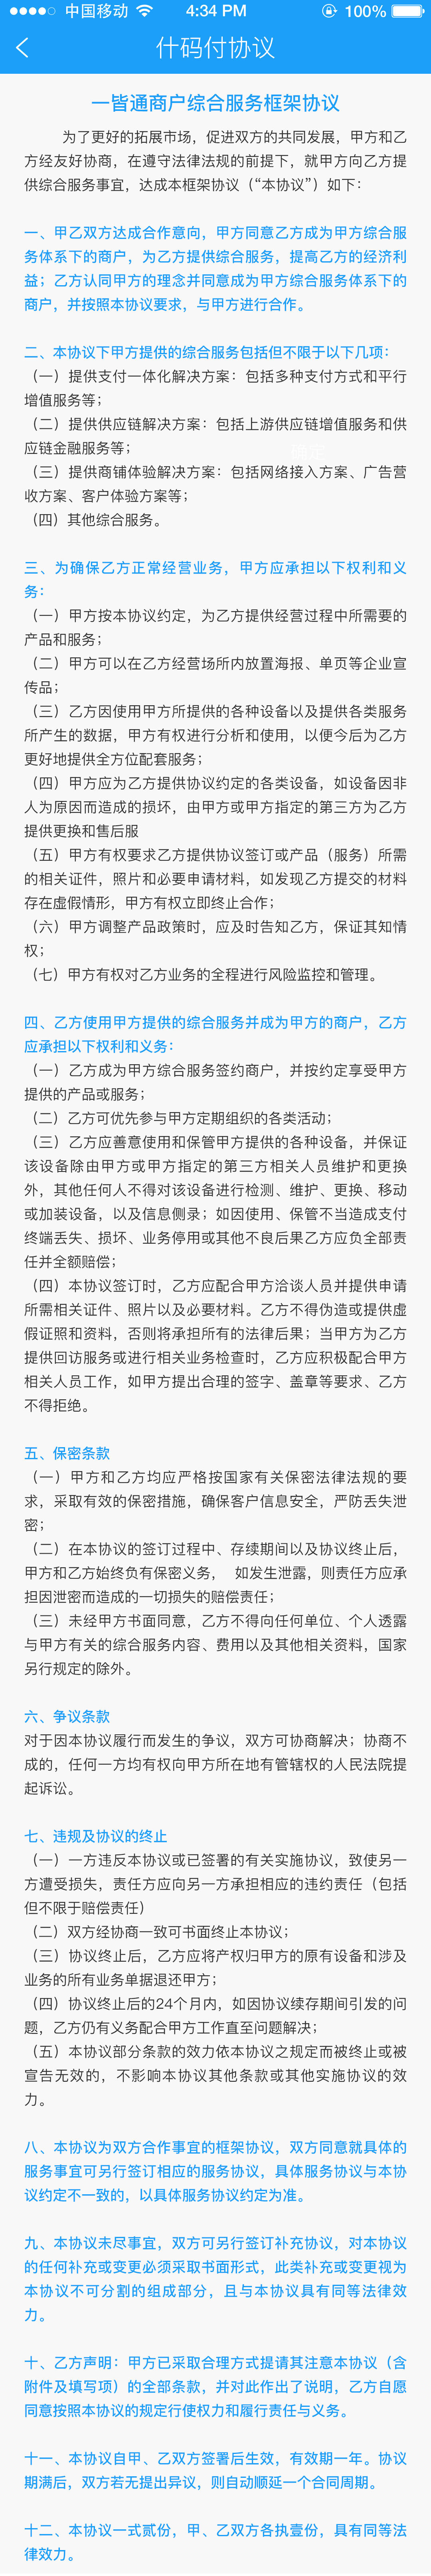 中国移动 4:34 PM 100%
什码付协议
一皆通商户综合服务框架协议
为了更好的拓展市场，促进双方的共同发展，甲方和乙
方经友好协商，在遵守法律法规的前提下，就甲方向乙方提
供综合服务事宜，达成本框架协议（“本协议”）如下：
一、甲乙双方达成合作意向，甲方同意乙方成为甲方综合服
务体系下的商户，为乙方提供综合服务，提高乙方的经济利
益；乙方认同甲方的理念并同意成为甲方综合服务体系下的
商户，并按照本协议要求，与甲方进行合作。
二、本协议下甲方提供的综合服务包括但不限于以下几项：
（一）提供支付一体化解决方案：包括多种支付方式和平行
增值服务等；
（二）提供供应链解决方案：包括上游供应链增值服务和供
应链金融服务等；
（三）提供商铺体验解决方案：包括网络接入方案、广告营
收方案、客户体验方案等；
（四）其他综合服务。
三、为确保乙方正常经营业务，甲方应承担以下权利和义
务：
（一）甲方按本协议约定，为乙方提供经营过程中所需要的
产品和服务；
（二）甲方可以在乙方经营场所内放置海报、单页等企业宣
传品；
（三）乙方因使用甲方所提供的各种设备以及提供各类服务
所产生的数据，甲方有权进行分析和使用，以便今后为乙方
更好地提供全方位配套服务；
（四）甲方应为乙方提供协议约定的各类设备，如设备因非
人为原因而造成的损坏，由甲方或甲方指定的第三方为乙方
提供更换和售后服
（五）甲方有权要求乙方提供协议签订或产品（服务）所需
的相关证件，照片和必要申请材料，如发现乙方提交的材料
存在虚假情形，甲方有权立即终止合作；
（六）甲方调整产品政策时，应及时告知乙方，保证其知情
权；
（七）甲方有权对乙方业务的全程进行风险监控和管理。
四、乙方使用甲方提供的综合服务并成为甲方的商户，乙方
应承担以下权利和义务：
（一）乙方成为甲方综合服务签约商户，并按约定享受甲方
提供的产品或服务；
（二）乙方可优先参与甲方定期组织的各类活动；
（三）乙方应善意使用和保管甲方提供的各种设备，并保证
该设备除由甲方或甲方指定的第三方相关人员维护和更换
外，其他任何人不得对该设备进行检测、维护、更换、移动
或加装设备，以及信息侧录；如因使用、保管不当造成支付
终端丢失、损坏、业务停用或其他不良后果乙方应负全部责
任并全额赔偿；
（四）本协议签订时，乙方应配合甲方洽谈人员并提供申请
所需相关证件、照片以及必要材料。乙方不得伪造或提供虚
假证照和资料，否则将承担所有的法律后果；当甲方为乙方
提供回访服务或进行相关业务检查时，乙方应积极配合甲方
相关人员工作，如甲方提出合理的签字、盖章等要求、乙方
不得拒绝。
五、保密条款
（一）甲方和乙方均应严格按国家有关保密法律法规的要
求，采取有效的保密措施，确保客户信息安全，严防丢失泄
密；
（二）在本协议的签订过程中、存续期间以及协议终止后，
甲方和乙方始终负有保密义务， 如发生泄露，则责任方应承
担因泄密而造成的一切损失的赔偿责任；
（三）未经甲方书面同意，乙方不得向任何单位、个人透露
与甲方有关的综合服务内容、费用以及其他相关资料，国家
另行规定的除外。
六、争议条款
对于因本协议履行而发生的争议，双方可协商解决；协商不
成的，任何一方均有权向甲方所在地有管辖权的人民法院提
起诉讼。
七、违规及协议的终止
（一）一方违反本协议或已签署的有关实施协议，致使另一
方遭受损失，责任方应向另一方承担相应的违约责任（包括
但不限于赔偿责任）
（二）双方经协商一致可书面终止本协议；
（三）协议终止后，乙方应将产权归甲方的原有设备和涉及
业务的所有业务单据退还甲方；
（四）协议终止后的24个月内，如因协议续存期间引发的问
题，乙方仍有义务配合甲方工作直至问题解决；
（五）本协议部分条款的效力依本协议之规定而被终止或被
宣告无效的，不影响本协议其他条款或其他实施协议的效
力。
八、本协议为双方合作事宜的框架协议，双方同意就具体的
服务事宜可另行签订相应的服务协议，具体服务协议与本协
议约定不一致的，以具体服务协议约定为准。
九、本协议未尽事宜，双方可另行签订补充协议，对本协议
的任何补充或变更必须采取书面形式，此类补充或变更视为
本协议不可分割的组成部分，且与本协议具有同等法律效
力。
十、乙方声明：甲方已采取合理方式提请其注意本协议（含
附件及填写项）的全部条款，并对此作出了说明，乙方自愿
同意按照本协议的规定行使权力和履行责任与义务。
十一、本协议自甲、乙双方签署后生效，有效期一年。协议
期满后，双方若无提出异议，则自动顺延一个合同周期。
十二、本协议一式贰份，甲、乙双方各执壹份，具有同等法
律效力。